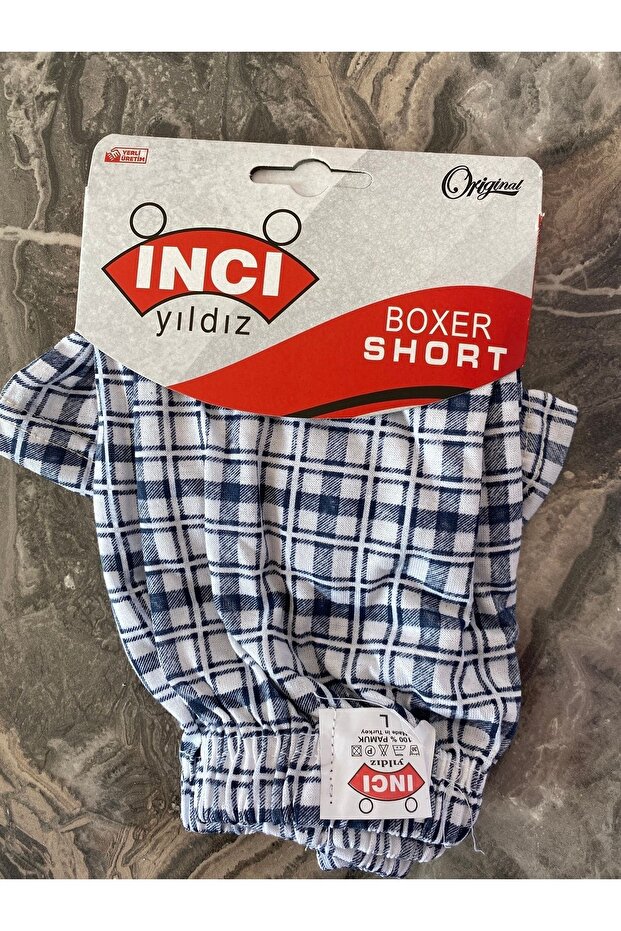 YERLİ
ÜRETİM
Original
INCI
yıldız
BOXER
SHORT
INCI
yıldız
100 % PAMUK
"Made in Turkey
L